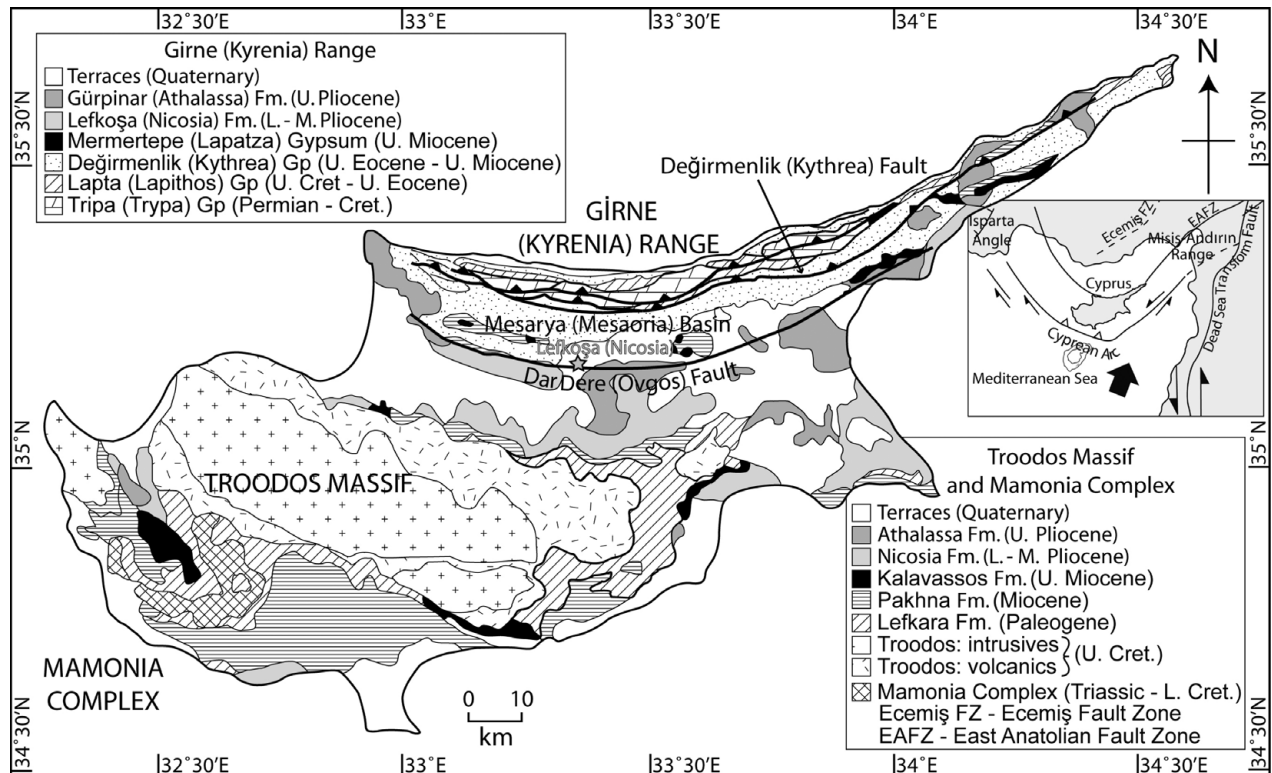 32˚30’E
33˚E
33˚30’E
34˚E
34˚30’E
Girne (Kyrenia) Range
Terraces (Quaternary)
Gürpinar (Athalassa) Fm. (U. Pliocene)
Lefkoşa (Nicosia) Fm. (L. - M. Pliocene)
Mermertepe (Lapatza) Gypsum (U. Miocene)
Değirmenlik (Kythrea) Gp (U. Eocene - U. Miocene)
Lapta (Lapithos) Gp (U. Cret - U. Eocene)
Tripa (Trypa) Gp (Permian - Cret.)
N
35˚30’N
35˚30’N
Değirmenlik (Kythrea) Fault
GİRNE
(KYRENIA) RANGE
Isparta
Angle
Ecemiş FZ
EAFZ
Misis-Andırın
Range
Cyprus
Cyprean Arc
Mediterranean Sea
Dead Sea Transform Fault
Mesarya (Mesaoria) Basin
Lefkoşa (Nicosia)
Dar Dere (Ovgos) Fault
35˚N
35˚N
TROODOS MASSIF
Troodos Massif
and Mamonia Complex
Terraces (Quaternary)
Athalassa Fm. (U. Pliocene)
Nicosia Fm. (L. - M. Pliocene)
Kalavassos Fm. (U. Miocene)
Pakhna Fm. (Miocene)
Lefkara Fm. (Paleogene)
Troodos: intrusives
Troodos: volcanics
(U. Cret.)
Mamonia Complex (Triassic - L. Cret.)
Ecemiş FZ - Ecemiş Fault Zone
EAFZ - East Anatolian Fault Zone
MAMONIA
COMPLEX
0 10
km
34˚30’N
34˚30’N
32˚30’E
33˚E
33˚30’E
34˚E
34˚30’E